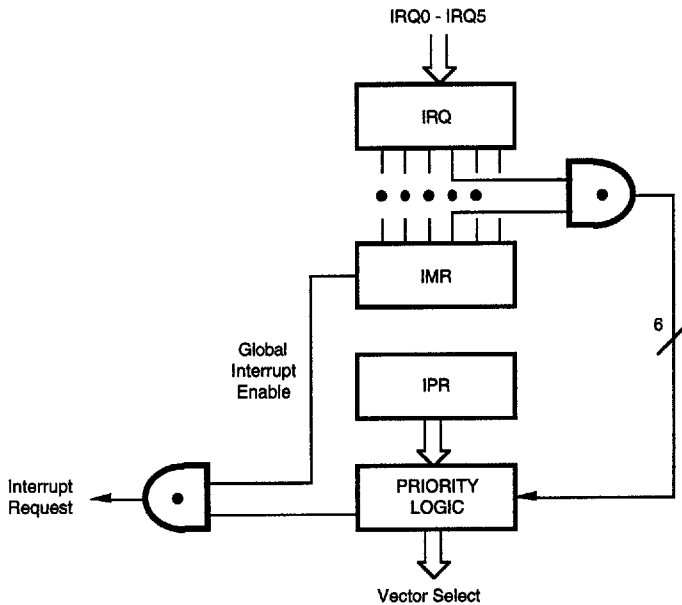 IRQ0 - IRQ5
IRQ
IMR
6
Global
Interrupt
Enable
IPR
Interrupt
Request
PRIORITY
LOGIC
Vector Select